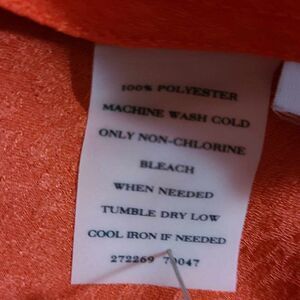 100% POLYESTER
MACHINE WASH COLD
ONLY NON-CHLORINE
BLEACH
WHEN NEEDED
TUMBLE DRY LOW
COOL IRON IF NEEDED
272269 70047